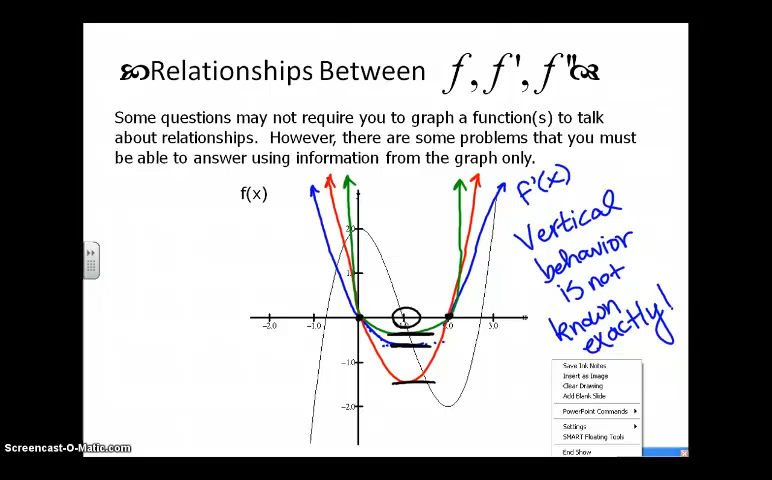 Relationships Between f, f', f"
Some questions may not require you to graph a function(s) to talk
about relationships.  However, there are some problems that you must
be able to answer using information from the graph only.
f(x)
f'(x)
Vertical
behavior
is not
known
exactly!
2.0
1.0
-2.0 -1.0 1.0 2.0 3.0
-1.0
-2.0
Save Ink Notes
Insert as Image
Clear Drawing
Add Blank Slide
PowerPoint Commands
Settings
SMART Floating Tools
End Show
Screencast-O-Matic.com